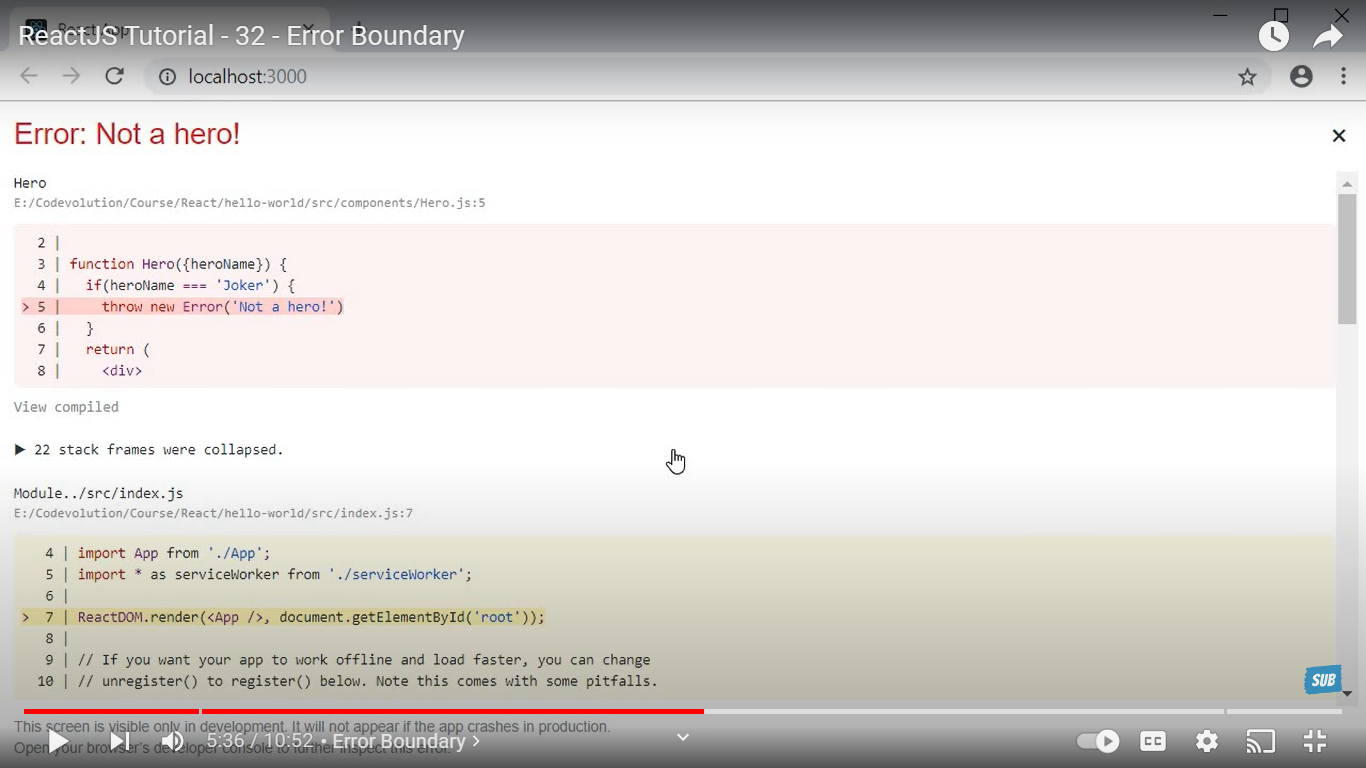 React App
ReactJS Tutorial - 32 - Error Boundary
localhost:3000
Error: Not a hero!
Hero
E:/Codevolution/Course/React/hello-world/src/components/Hero.js:5
2 |
3 | function Hero({heroName}) {
4 |   if(heroName === 'Joker') {
> 5 |     throw new Error('Not a hero!')
6 |   }
7 |   return (
8 |     <div>
View compiled
▶ 22 stack frames were collapsed.
Module../src/index.js
E:/Codevolution/Course/React/hello-world/src/index.js:7
4 | import App from './App';
5 | import * as serviceWorker from './serviceWorker';
6 |
> 7 | ReactDOM.render(<App />, document.getElementById('root'));
8 |
9 | // If you want your app to work offline and load faster, you can change
10 | // unregister() to register() below. Note this comes with some pitfalls.
SUB
This screen is visible only in development. It will not appear if the app crashes in production.
Open your browser's developer console to further inspect this error.
5:36 / 10:52 • Error Boundary >
CC